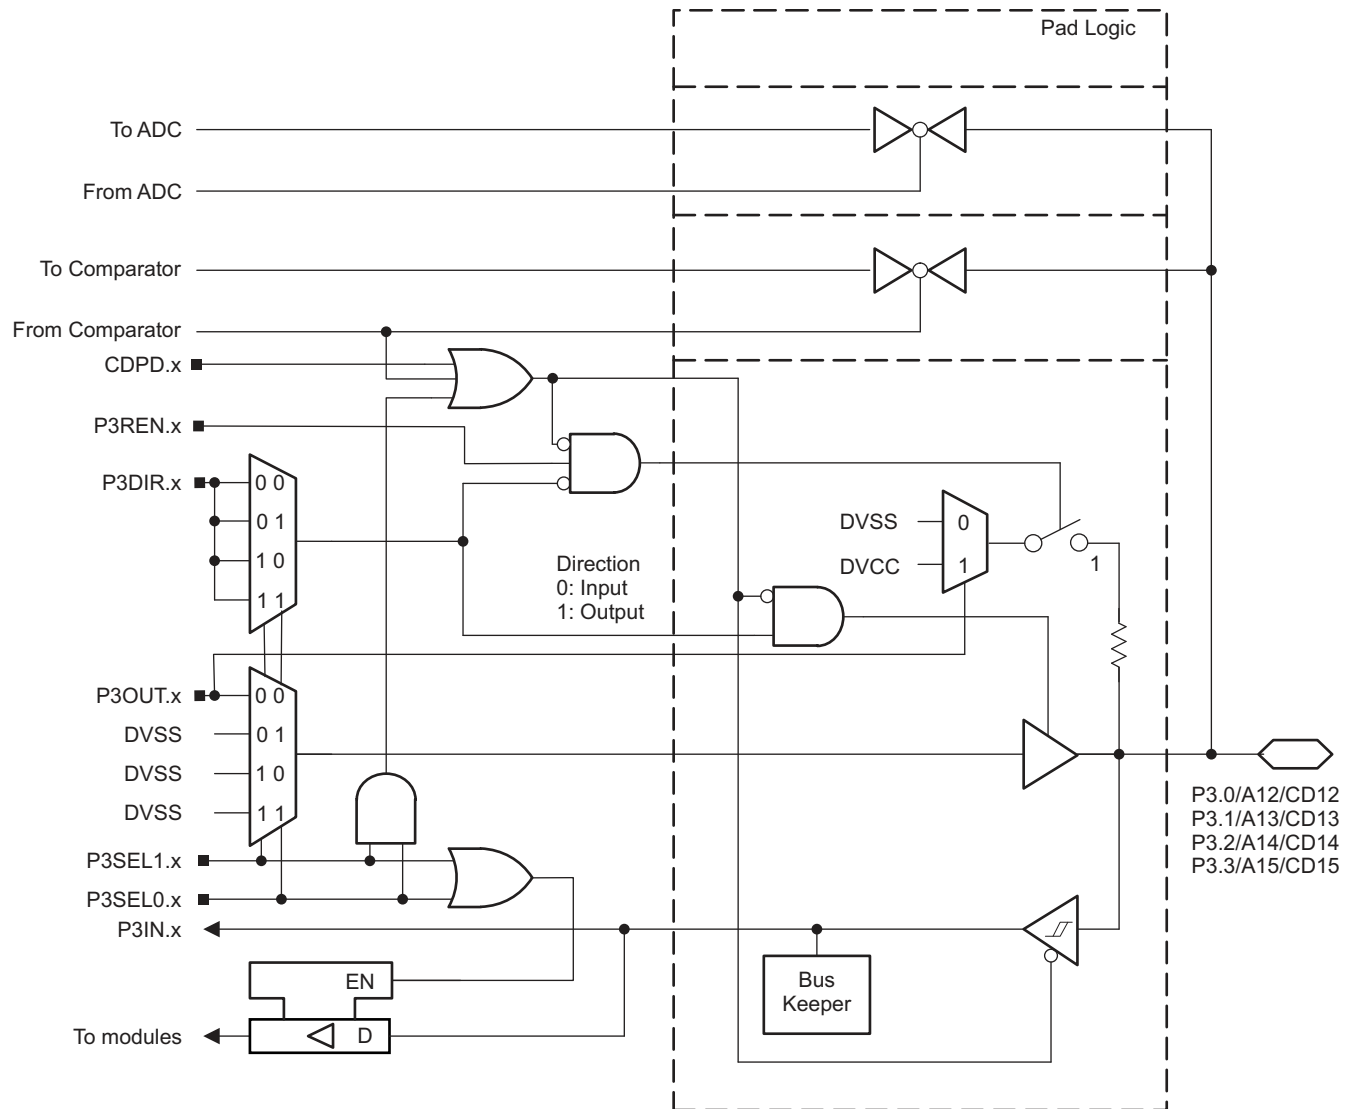 Pad Logic
To ADC
From ADC
To Comparator
From Comparator
CDPD.x
P3REN.x
P3DIR.x
0 0
0 1
1 0
1 1
Direction
0: Input
1: Output
DVSS
0
DVCC
1
1
P3OUT.x
0 0
DVSS
0 1
DVSS
1 0
DVSS
1 1
P3.0/A12/CD12
P3.1/A13/CD13
P3.2/A14/CD14
P3.3/A15/CD15
P3SEL1.x
P3SEL0.x
P3IN.x
Bus
Keeper
EN
D
To modules